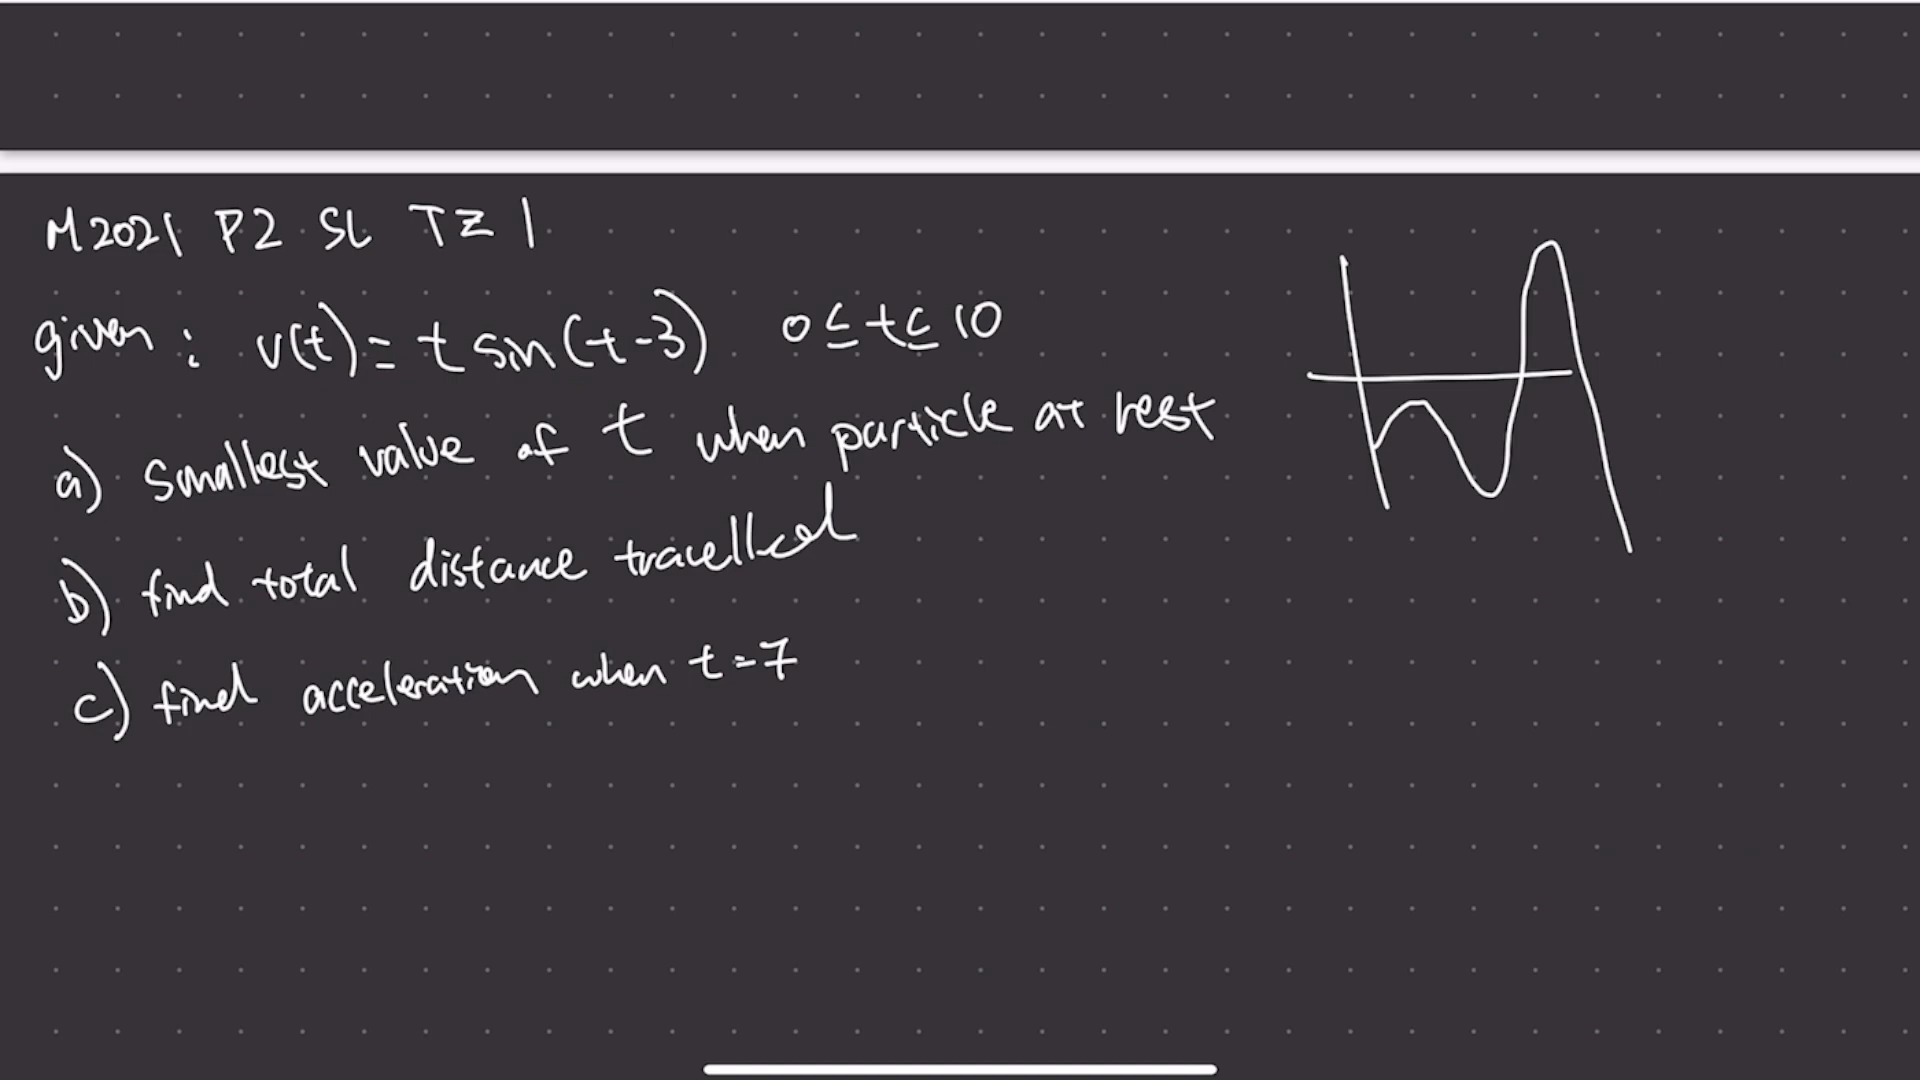 M2021 P2 SL TZ 1
given : v(t) = t sin(t-3) 0 ≤ t ≤ 10
a) smallest value of t when particle at rest
b) find total distance travelled
c) find acceleration when t=7